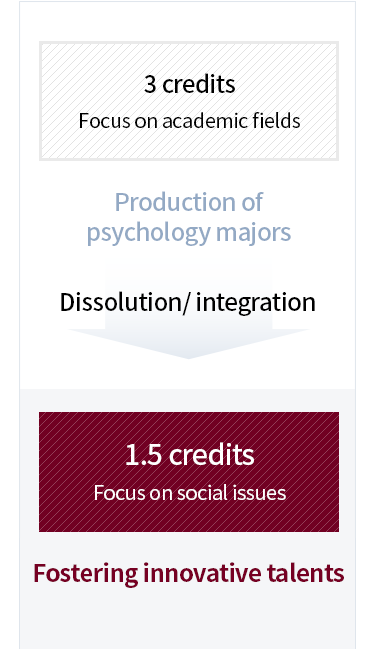 3 credits
Focus on academic fields
Production of
psychology majors
Dissolution/ integration
1.5 credits
Focus on social issues
Fostering innovative talents